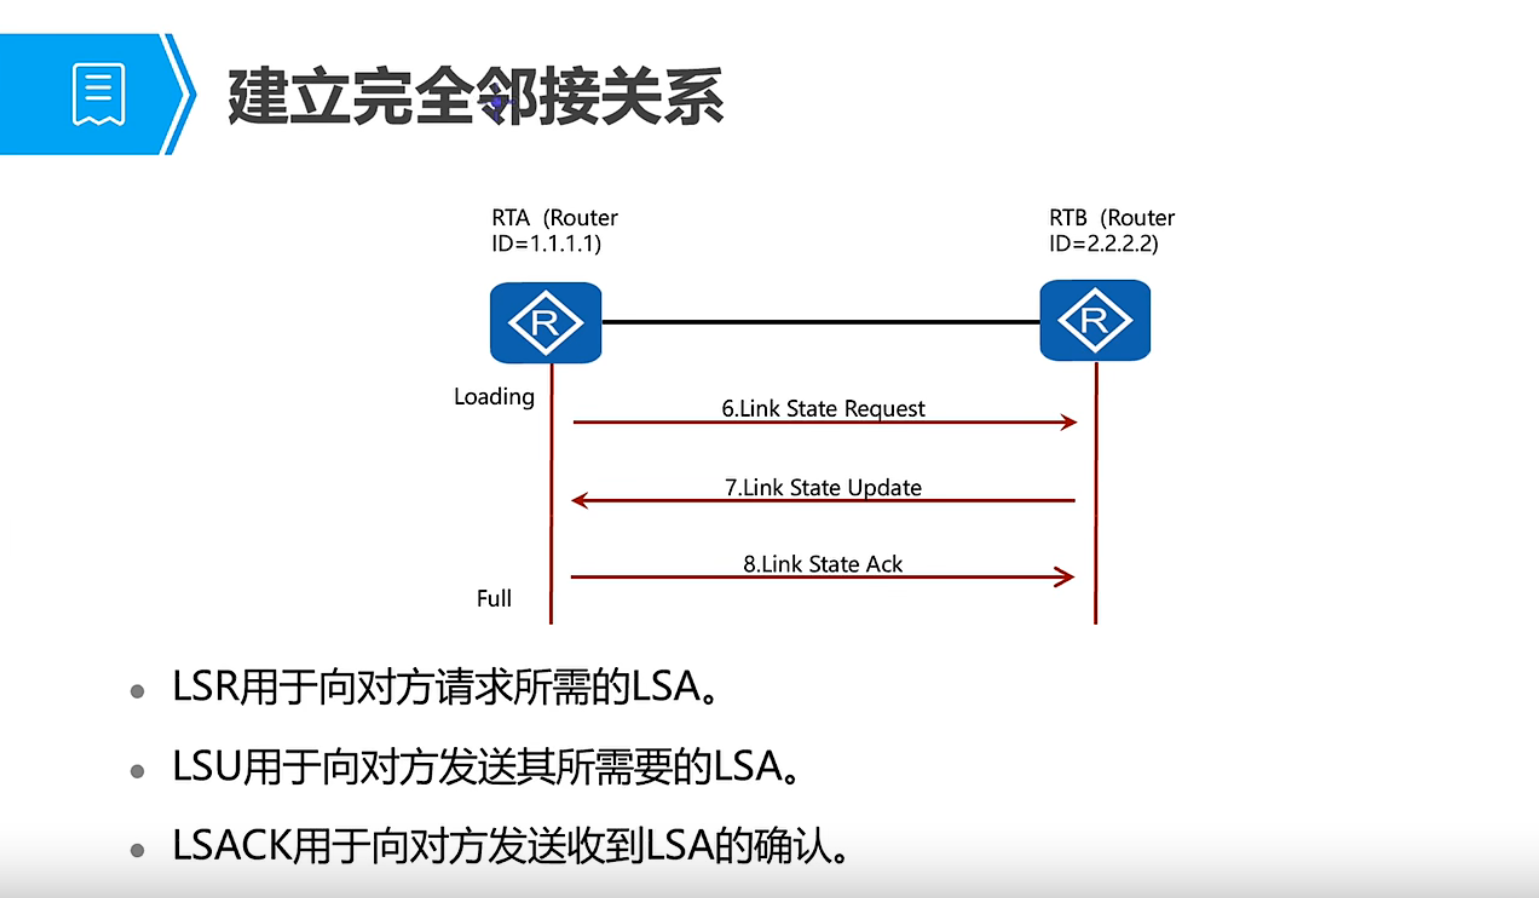 建立完全邻接关系
RTA (Router
ID=1.1.1.1)
RTB (Router
ID=2.2.2.2)
R
R
Loading
6.Link State Request
7.Link State Update
8.Link State Ack
Full
LSR用于向对方请求所需的LSA。
LSU用于向对方发送其所需要的LSA。
LSACK用于向对方发送收到LSA的确认。